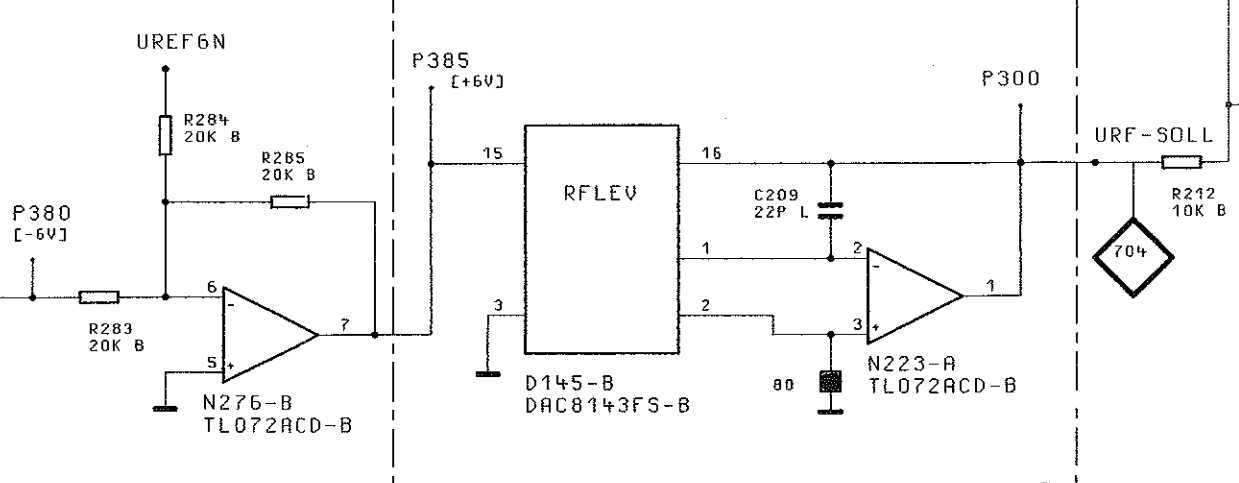 UREF6N
R284
20K B
R285
20K B
P380
[-6V]
R283
20K B
6
5
7
-
+
N276-B
TL072ACD-B
P385
[+6V]
15
3
RFLEV
16
1
2
D145-B
DAC8143FS-B
C209
22P L
2
3
1
-
+
80
N223-A
TL072ACD-B
P300
URF-SOLL
R212
10K B
704